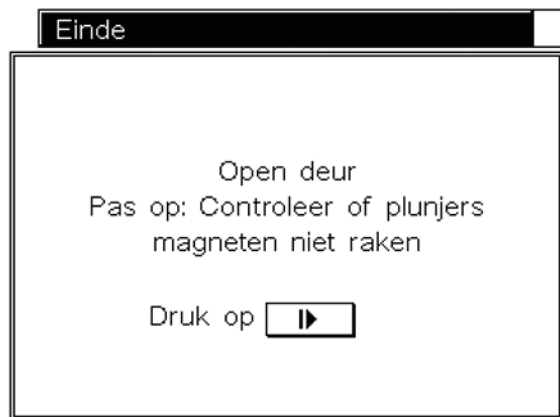 Einde
Open deur
Pas op: Controleer of plunjers
magneten niet raken
Druk op